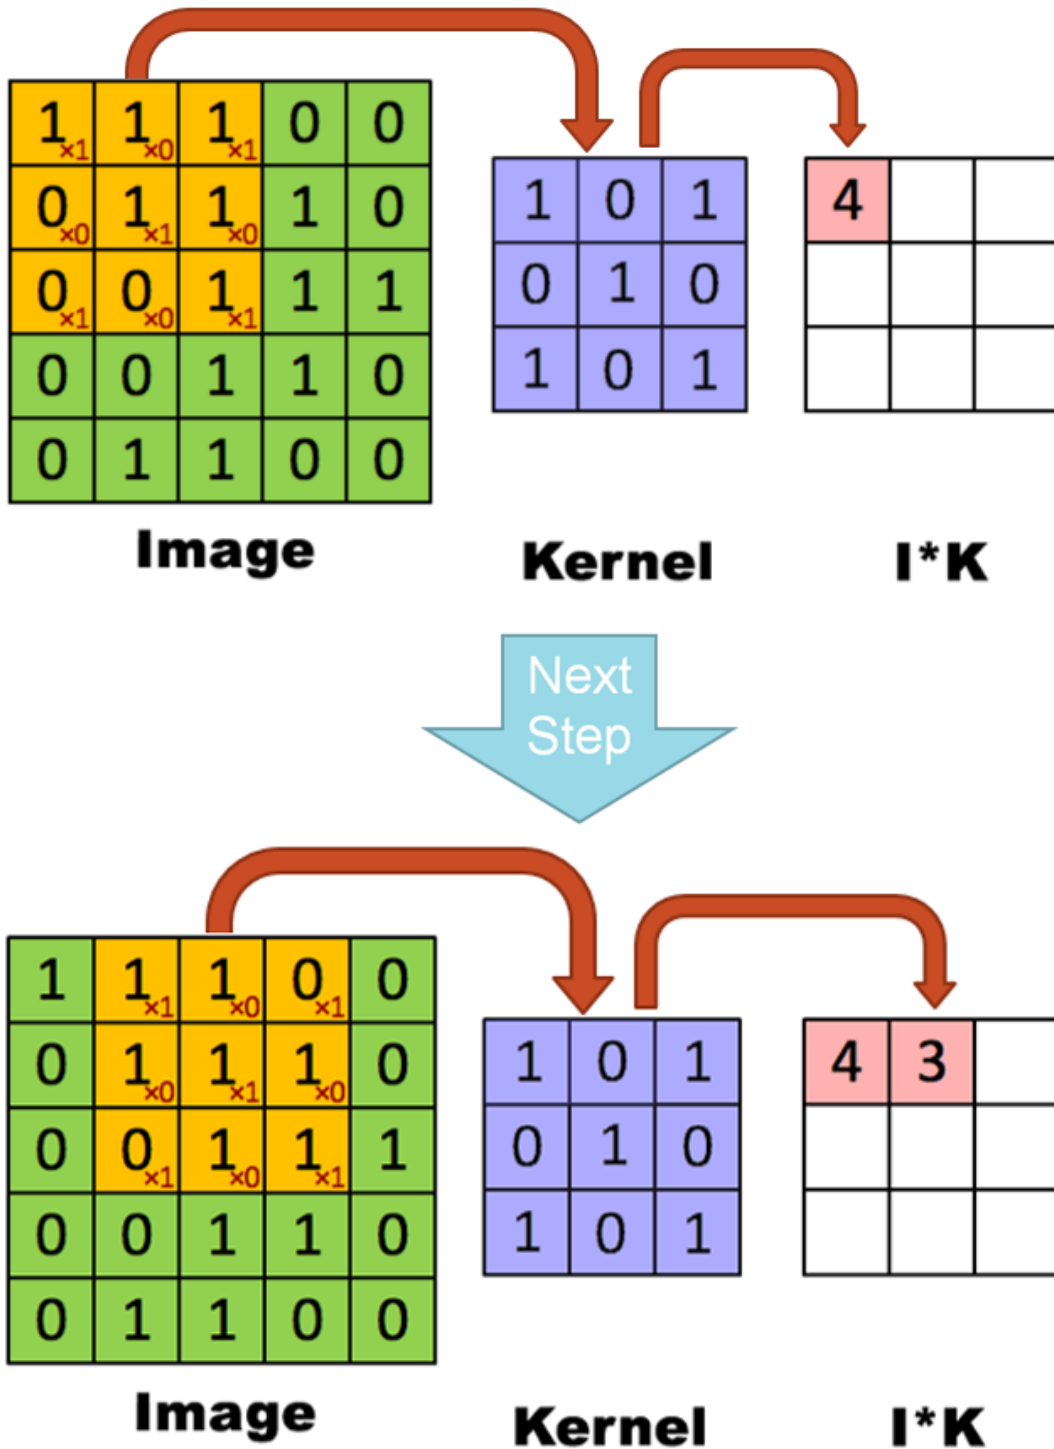 1×1 1×0 1×1 0 0
0×0 1×1 1×0 1 0
0×1 0×0 1×1 1 1
0 0 1 1 0
0 1 1 0 0
Image
1 0 1
0 1 0
1 0 1
Kernel
4
I*K
Next
Step
1 1×1 1×0 0×1 0
0 1×0 1×1 1×0 0
0 0×1 1×0 1×1 1
0 0 1 1 0
0 1 1 0 0
Image
1 0 1
0 1 0
1 0 1
Kernel
4 3
I*K